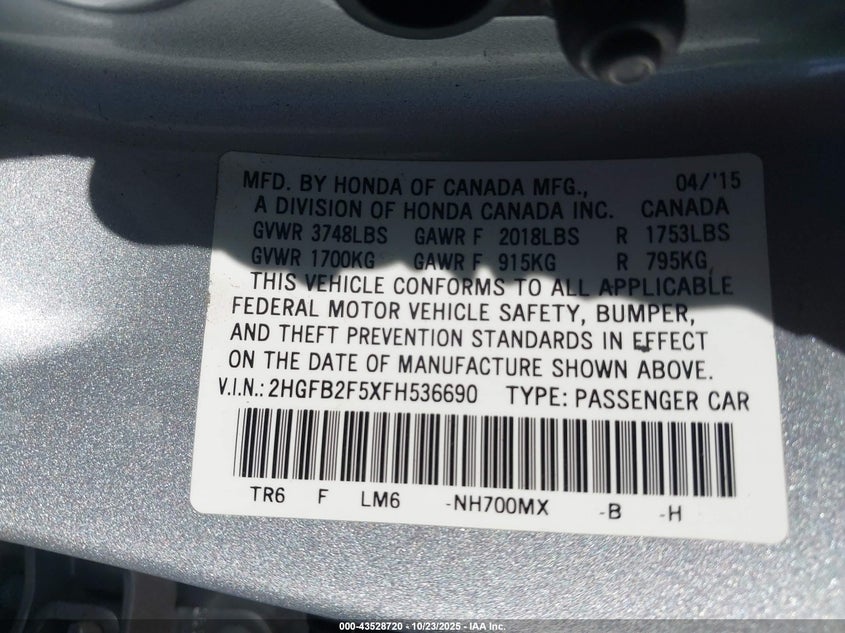 MFD. BY HONDA OF CANADA MFG., 04/'15
A DIVISION OF HONDA CANADA INC. CANADA
GVWR 3748LBS GAWR F 2018LBS R 1753LBS
GVWR 1700KG GAWR F 915KG R 795KG
THIS VEHICLE CONFORMS TO ALL APPLICABLE
FEDERAL MOTOR VEHICLE SAFETY, BUMPER,
AND THEFT PREVENTION STANDARDS IN EFFECT
ON THE DATE OF MANUFACTURE SHOWN ABOVE.
V.I.N.: 2HGFB2F5XFH536690 TYPE: PASSENGER CAR
TR6 F LM6 -NH700MX -B -H
000-43528720 | 10/23/2025 - IAA Inc.